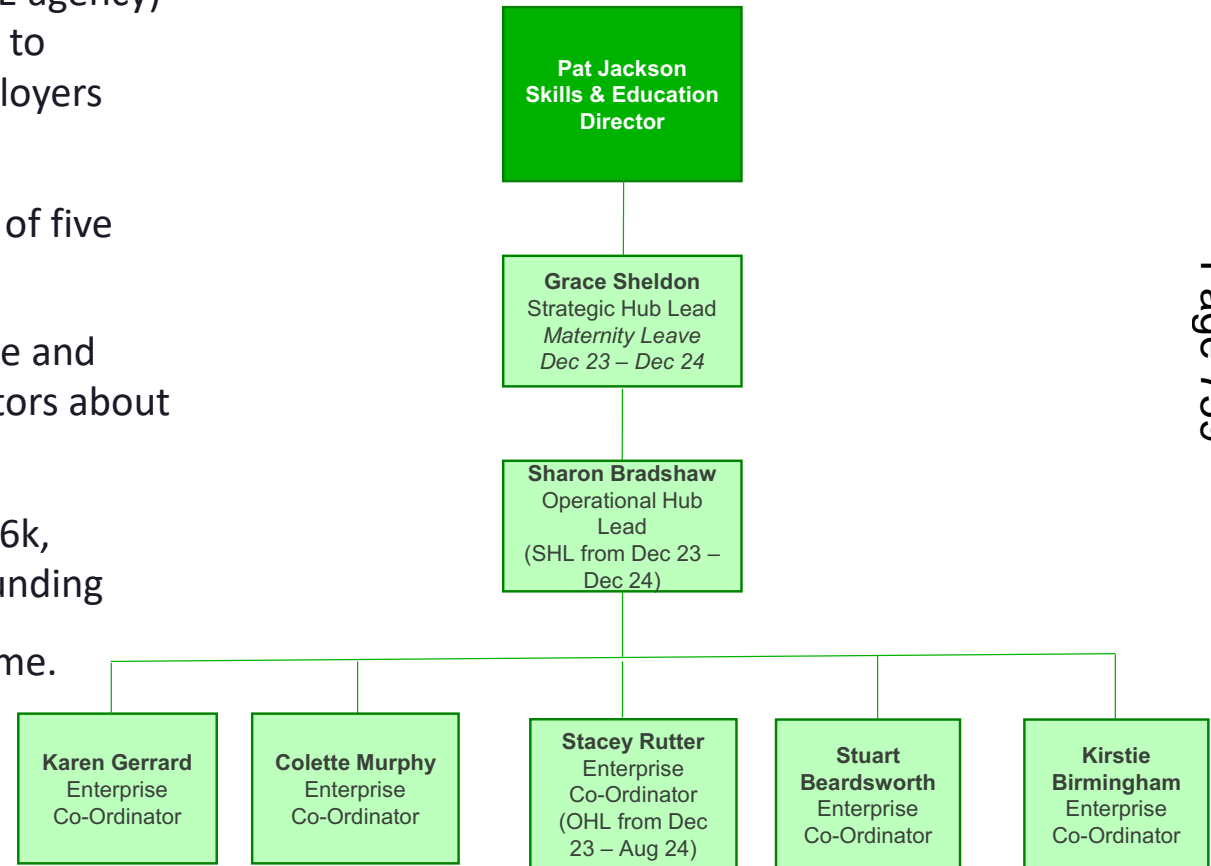 E agency)
to
loyers
of five
e and
tors about
6k,
unding
me.
Pat Jackson
Skills & Education
Director
Grace Sheldon
Strategic Hub Lead
Maternity Leave
Dec 23 – Dec 24
Sharon Bradshaw
Operational Hub
Lead
(SHL from Dec 23 –
Dec 24)
Karen Gerrard
Enterprise
Co-Ordinator
Colette Murphy
Enterprise
Co-Ordinator
Stacey Rutter
Enterprise
Co-Ordinator
(OHL from Dec
23 – Aug 24)
Stuart
Beardsworth
Enterprise
Co-Ordinator
Kirstie
Birmingham
Enterprise
Co-Ordinator
Page